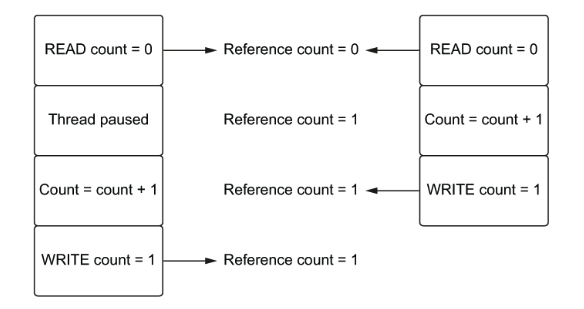 READ count = 0
Reference count = 0
READ count = 0
Thread paused
Reference count = 1
Count = count + 1
Count = count + 1
Reference count = 1
WRITE count = 1
WRITE count = 1
Reference count = 1